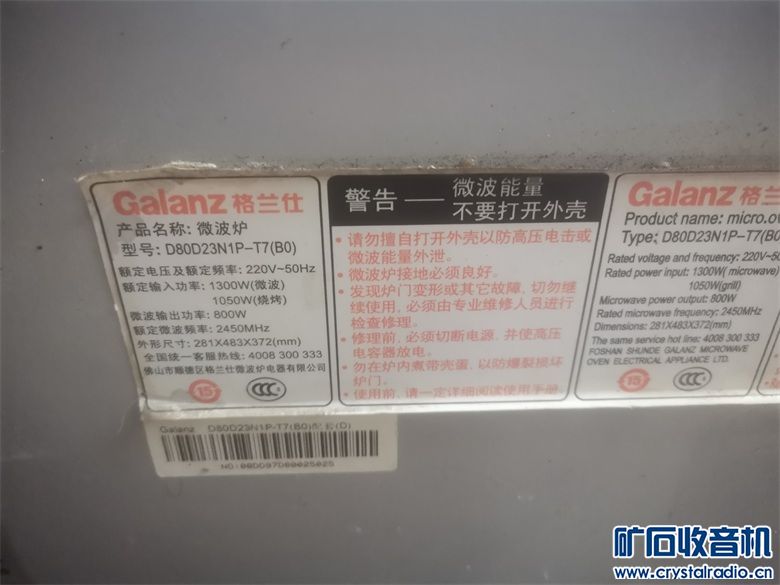 Galanz 格兰仕
产品名称: 微波炉
型号: D80D23N1P-T7(B0)
额定电压及额定频率: 220V~50Hz
额定输入功率: 1300W(微波)
1050W(烧烤)
微波输出功率: 800W
额定微波频率: 2450MHz
外形尺寸: 281X483X372(mm)
全国统一客服热线: 4008 300 333
佛山市顺德区格兰仕微波炉电器有限公司
15
CCC
警告 —— 微波能量
不要打开外壳
• 请勿擅自打开外壳以防高压电击或
微波能量外泄.
• 微波炉接地必须良好.
• 发现炉门变形或其它故障, 切勿继
续使用, 必须由专业维修人员进行
检查修理.
• 修理前, 必须切断电源, 并使高压
电容器放电.
• 勿在炉内煮带壳蛋, 以防爆裂损坏
炉门.
• 使用前, 请一定详细阅读使用手册.
Galanz 格兰仕
Product name: micro.ov
Type: D80D23N1P-T7(B0
Rated voltage and frequency: 220V~50
Rated power input: 1300W( microwave)
1050W(grill)
Microwave power output: 800W
Rated microwave frequency: 2450MHz
Dimensions: 281X483X372(mm)
The same service hot line: 4008 300 333
FOSHAN SHUNDE GALANZ MICROWAVE
OVEN ELECTRICAL APPLIANCE LTD.
15
CCC
Galanz D80D23N1P-T7(B0)配套(D)
矿石收音机
www.crystalradio.cn